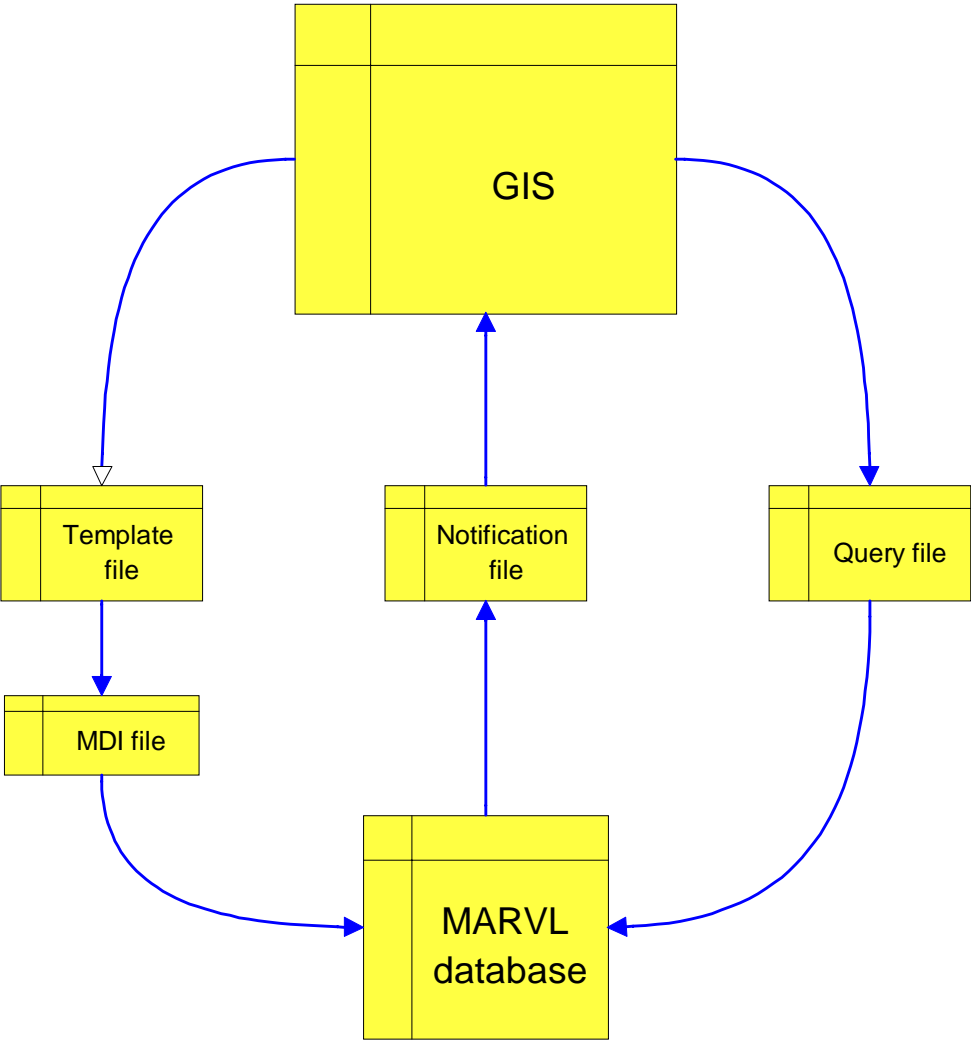 GIS
Template
file
Notification
file
Query file
MDI file
MARVL
database